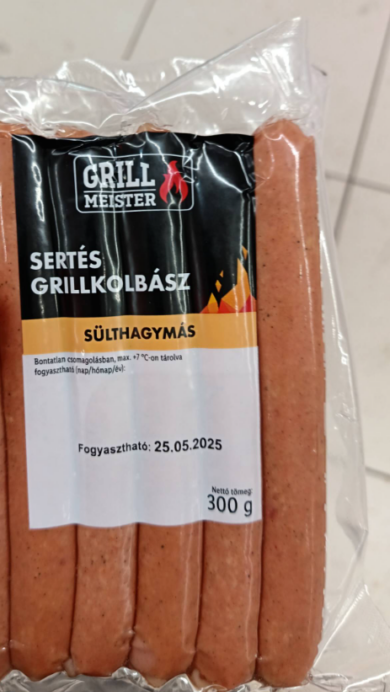 GRILL
MEISTER
SERTÉS
GRILLKOLBÁSZ
SÜLTHAGYMÁS
Bontatlan csomagolásban, max. +7 °C-on tárolva
fogyasztható (nap/hónap/év):
Fogyasztható: 25.05.2025
Nettó tömeg:
300 g